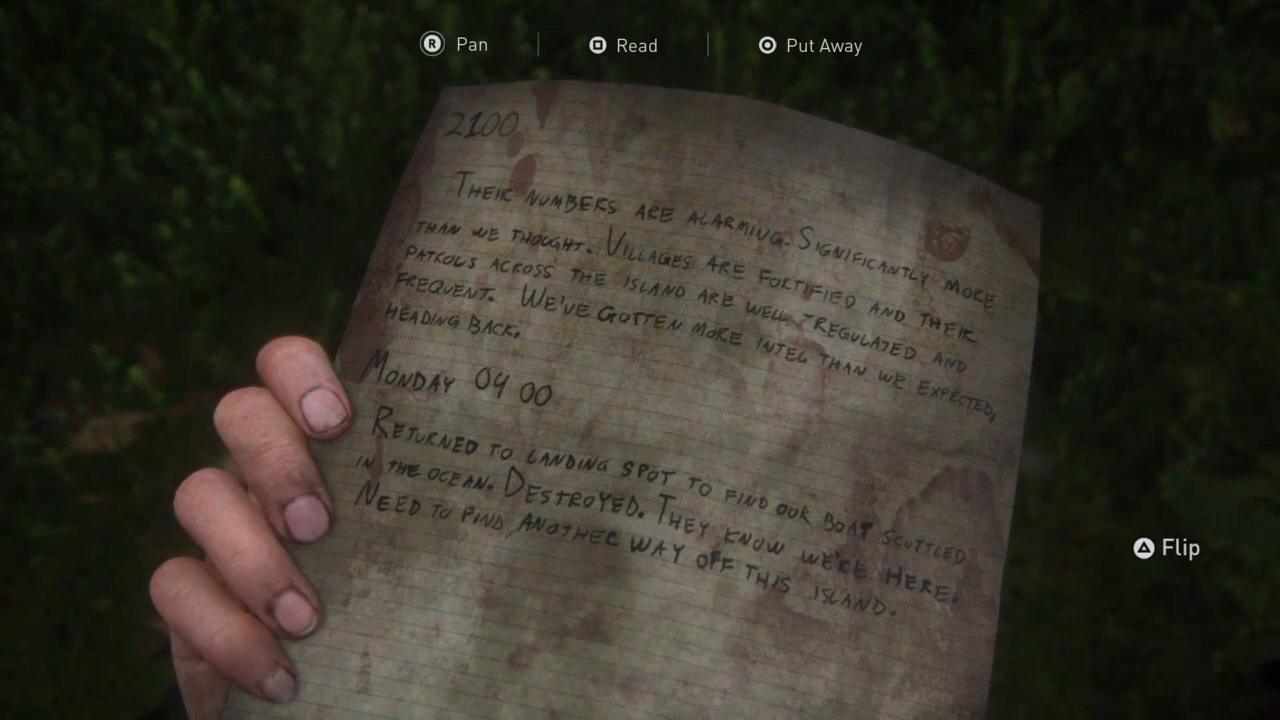 R Pan | Read | Put Away
2100
THEIR NUMBERS ARE ALARMING. SIGNIFICANTLY MORE
THAN WE THOUGHT. VILLAGES ARE FORTIFIED AND THEIR
PATROLS ACROSS THE ISLAND ARE WELL-REGULATED AND
FREQUENT. WE'VE GOTTEN MORE INTEL THAN WE EXPECTED,
HEADING BACK.
MONDAY 0400
RETURNED TO LANDING SPOT TO FIND OUR BOAT SCUTTLED
IN THE OCEAN. DESTROYED. THEY KNOW WE'RE HERE.
NEED TO FIND ANOTHER WAY OFF THIS ISLAND.
Flip